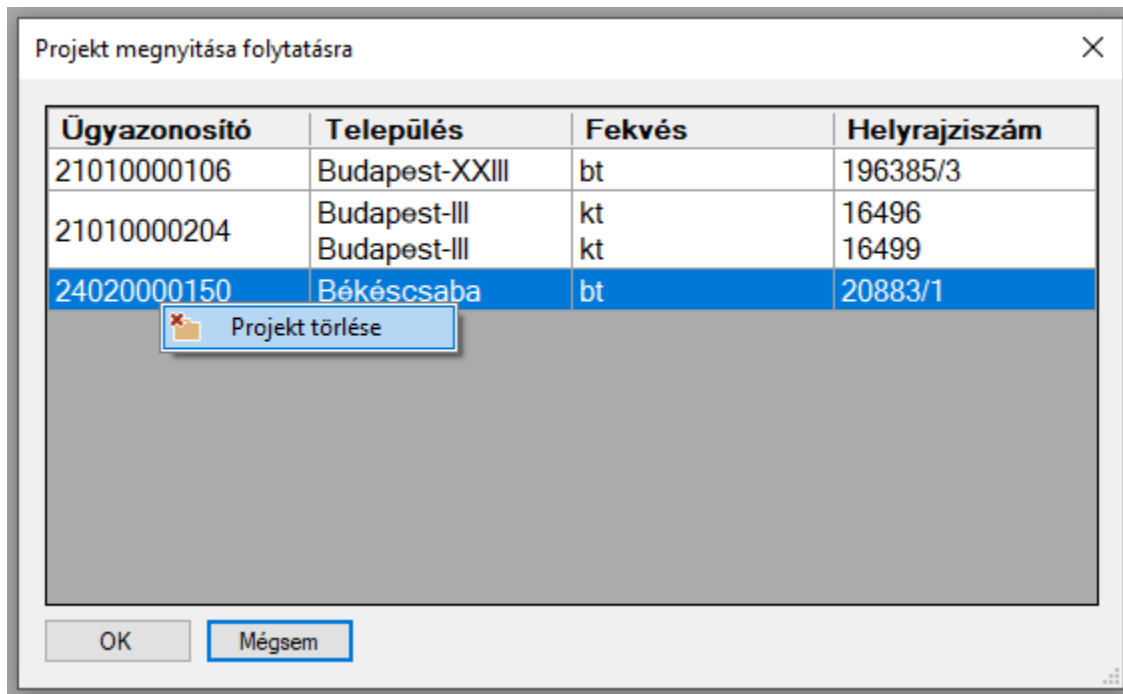 Projekt megnyitása folytatásra
Ügyazonosító Település Fekvés Helyrajziszám
21010000106 Budapest-XXIII bt 196385/3
21010000204 Budapest-III kt 16496
Budapest-III kt 16499
24020000150 Békéscsaba bt 20883/1
Projekt törlése
OK Mégsem